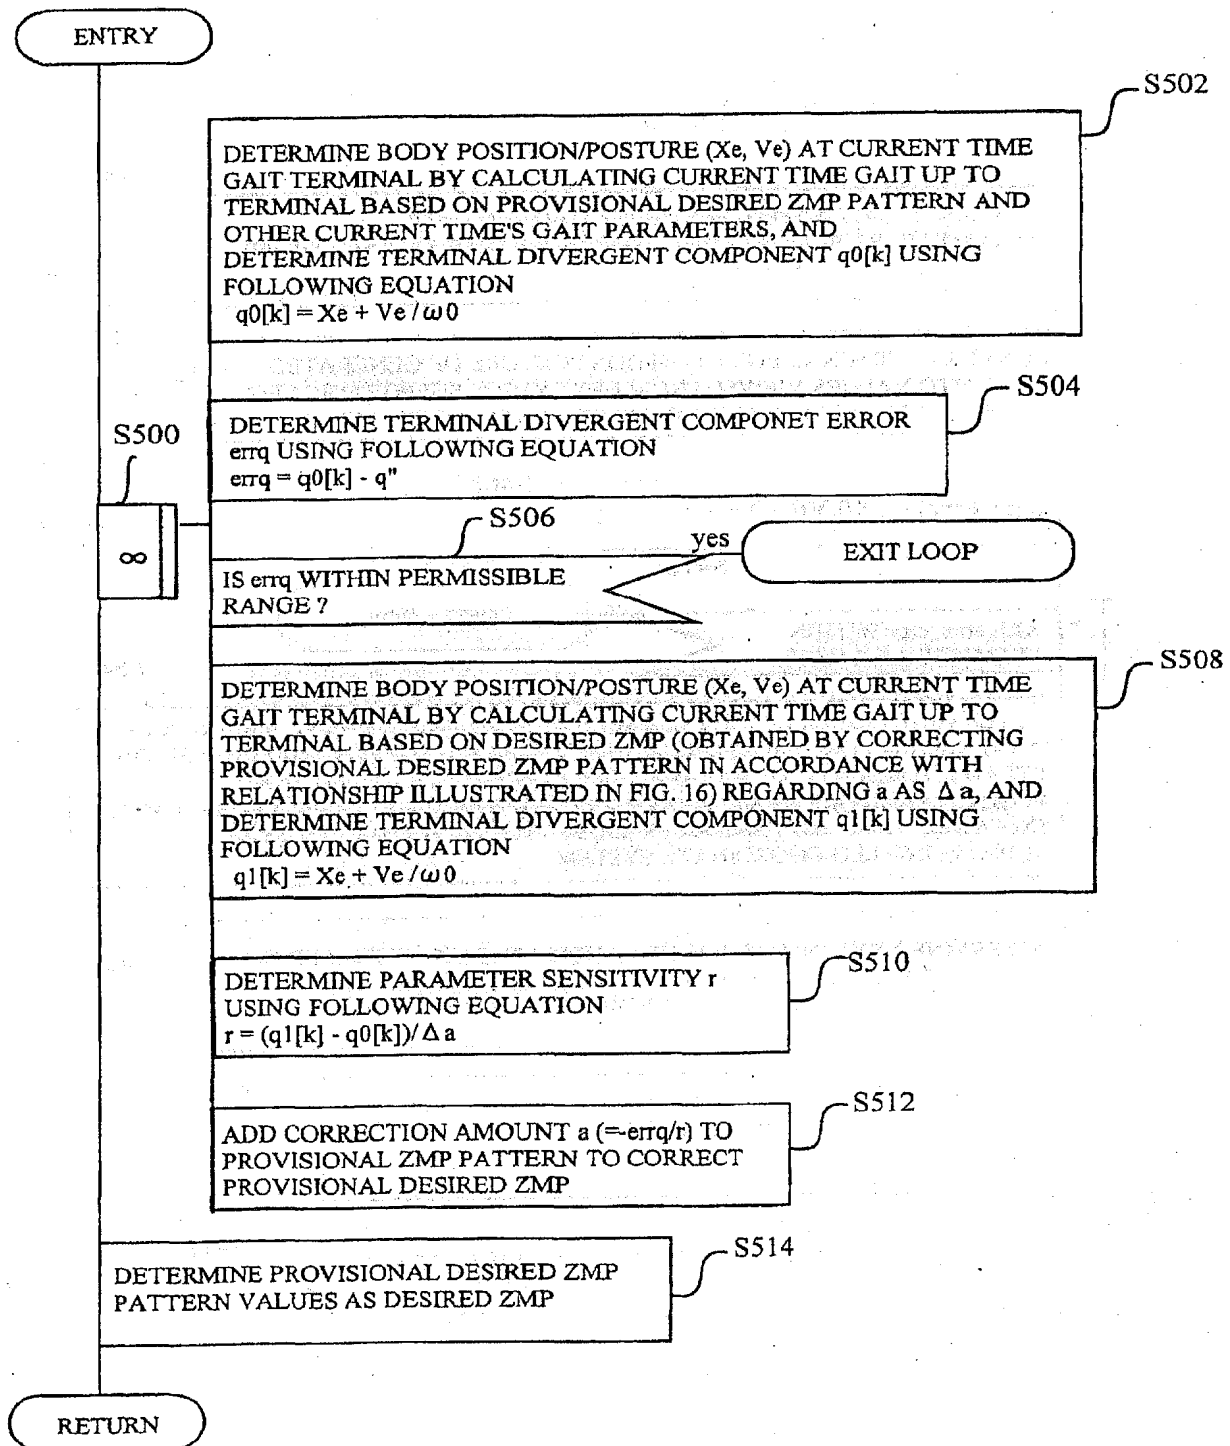 ENTRY
S502
DETERMINE BODY POSITION/POSTURE (Xe, Ve) AT CURRENT TIME
GAIT TERMINAL BY CALCULATING CURRENT TIME GAIT UP TO
TERMINAL BASED ON PROVISIONAL DESIRED ZMP PATTERN AND
OTHER CURRENT TIME'S GAIT PARAMETERS, AND
DETERMINE TERMINAL DIVERGENT COMPONENT q0[k] USING
FOLLOWING EQUATION
q0[k] = Xe + Ve / ω0
S504
DETERMINE TERMINAL DIVERGENT COMPONET ERROR
errq USING FOLLOWING EQUATION
errq = q0[k] - q"
S500
∞
S506
IS errq WITHIN PERMISSIBLE
RANGE ?
yes
EXIT LOOP
S508
DETERMINE BODY POSITION/POSTURE (Xe, Ve) AT CURRENT TIME
GAIT TERMINAL BY CALCULATING CURRENT TIME GAIT UP TO
TERMINAL BASED ON DESIRED ZMP (OBTAINED BY CORRECTING
PROVISIONAL DESIRED ZMP PATTERN IN ACCORDANCE WITH
RELATIONSHIP ILLUSTRATED IN FIG. 16) REGARDING a AS Δa, AND
DETERMINE TERMINAL DIVERGENT COMPONENT q1[k] USING
FOLLOWING EQUATION
q1[k] = Xe + Ve / ω0
S510
DETERMINE PARAMETER SENSITIVITY r
USING FOLLOWING EQUATION
r = (q1[k] - q0[k])/Δa
S512
ADD CORRECTION AMOUNT a (=-errq/r) TO
PROVISIONAL ZMP PATTERN TO CORRECT
PROVISIONAL DESIRED ZMP
S514
DETERMINE PROVISIONAL DESIRED ZMP
PATTERN VALUES AS DESIRED ZMP
RETURN